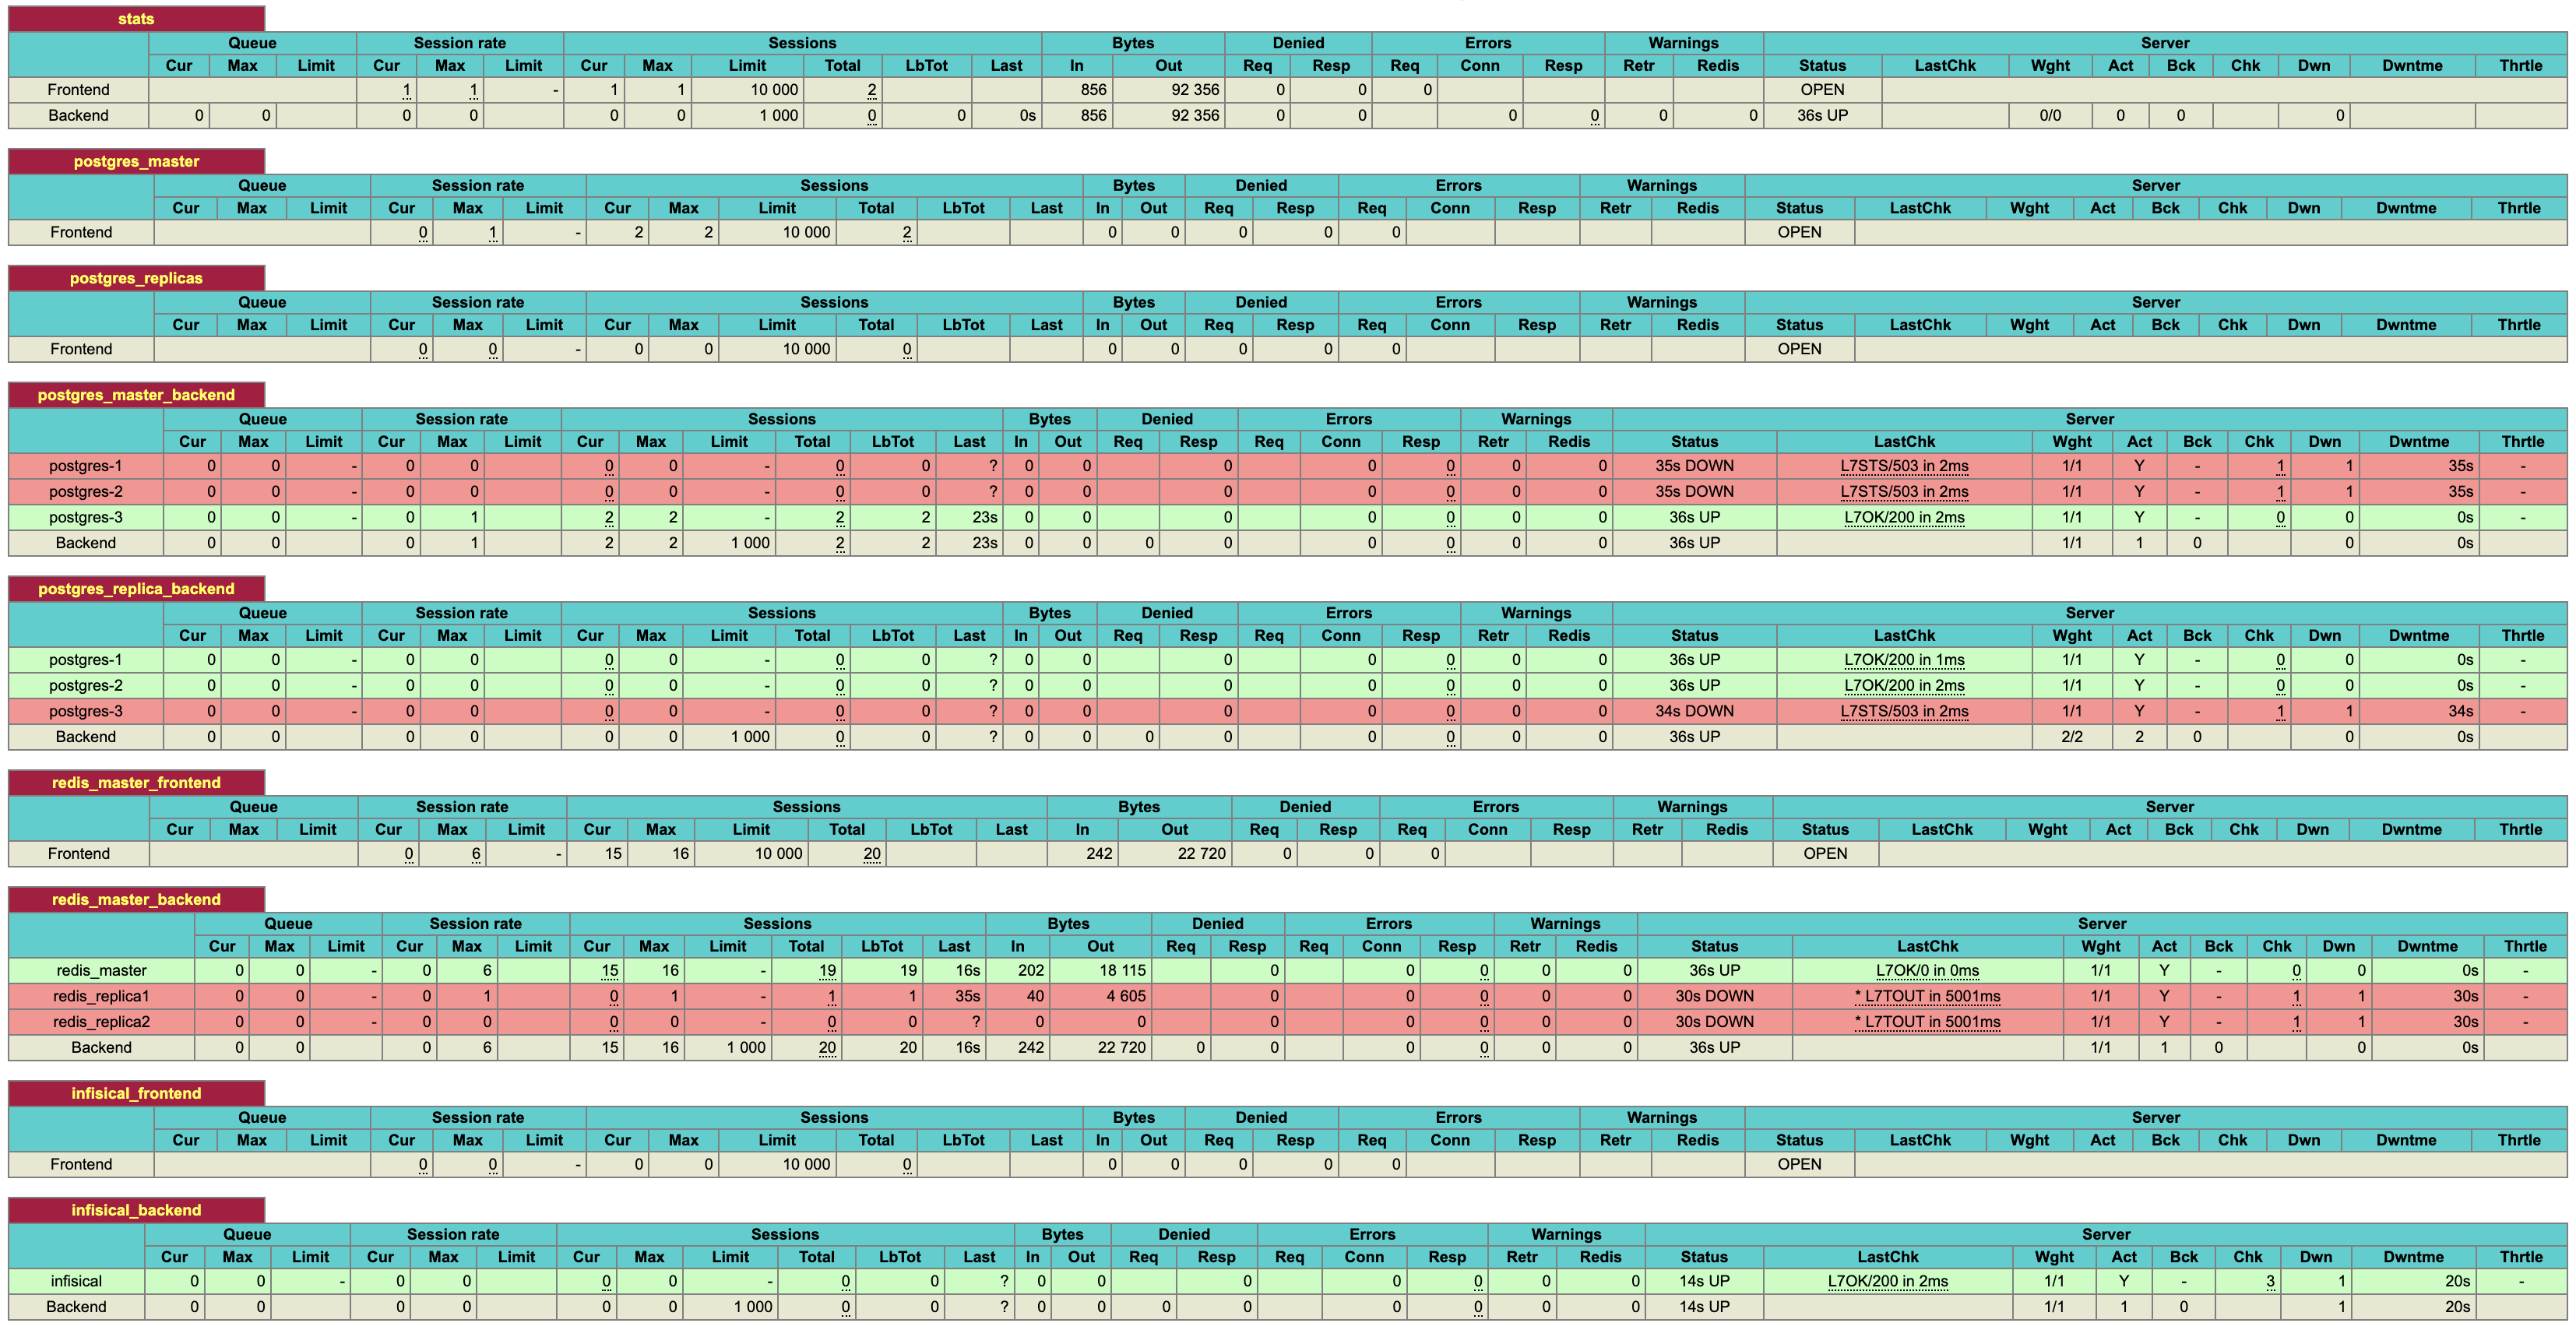 stats
Queue Session rate Sessions Bytes Denied Errors Warnings Server
Cur Max Limit Cur Max Limit Cur Max Limit Total LbTot Last In Out Req Resp Req Conn Resp Retr Redis Status LastChk Wght Act Bck Chk Dwn Dwntme Thrtle
Frontend 1 1 - 1 1 10 000 2 856 92 356 0 0 0 OPEN
Backend 0 0 0 0 0 0 1 000 0 0 0s 856 92 356 0 0 0 0 0 0 36s UP 0/0 0 0 0
postgres_master
Queue Session rate Sessions Bytes Denied Errors Warnings Server
Cur Max Limit Cur Max Limit Cur Max Limit Total LbTot Last In Out Req Resp Req Conn Resp Retr Redis Status LastChk Wght Act Bck Chk Dwn Dwntme Thrtle
Frontend 0 1 - 2 2 10 000 2 0 0 0 0 0 OPEN
postgres_replicas
Queue Session rate Sessions Bytes Denied Errors Warnings Server
Cur Max Limit Cur Max Limit Cur Max Limit Total LbTot Last In Out Req Resp Req Conn Resp Retr Redis Status LastChk Wght Act Bck Chk Dwn Dwntme Thrtle
Frontend 0 0 - 0 0 10 000 0 0 0 0 0 0 OPEN
postgres_master_backend
Queue Session rate Sessions Bytes Denied Errors Warnings Server
Cur Max Limit Cur Max Limit Cur Max Limit Total LbTot Last In Out Req Resp Req Conn Resp Retr Redis Status LastChk Wght Act Bck Chk Dwn Dwntme Thrtle
postgres-1 0 0 - 0 0 0 0 - 0 0 ? 0 0 0 0 0 0 0 35s DOWN L7STS/503 in 2ms 1/1 Y - 1 1 35s -
postgres-2 0 0 - 0 0 0 0 - 0 0 ? 0 0 0 0 0 0 0 35s DOWN L7STS/503 in 2ms 1/1 Y - 1 1 35s -
postgres-3 0 0 - 0 1 2 2 - 2 2 23s 0 0 0 0 0 0 0 36s UP L7OK/200 in 2ms 1/1 Y - 0 0 0s -
Backend 0 0 0 1 2 2 1 000 2 2 23s 0 0 0 0 0 0 0 0 36s UP 1/1 1 0 0 0s
postgres_replica_backend
Queue Session rate Sessions Bytes Denied Errors Warnings Server
Cur Max Limit Cur Max Limit Cur Max Limit Total LbTot Last In Out Req Resp Req Conn Resp Retr Redis Status LastChk Wght Act Bck Chk Dwn Dwntme Thrtle
postgres-1 0 0 - 0 0 0 0 - 0 0 ? 0 0 0 0 0 0 0 36s UP L7OK/200 in 1ms 1/1 Y - 0 0 0s -
postgres-2 0 0 - 0 0 0 0 - 0 0 ? 0 0 0 0 0 0 0 36s UP L7OK/200 in 2ms 1/1 Y - 0 0 0s -
postgres-3 0 0 - 0 0 0 0 - 0 0 ? 0 0 0 0 0 0 0 34s DOWN L7STS/503 in 2ms 1/1 Y - 1 1 34s -
Backend 0 0 0 0 0 0 1 000 0 0 ? 0 0 0 0 0 0 0 0 36s UP 2/2 2 0 0 0s
redis_master_frontend
Queue Session rate Sessions Bytes Denied Errors Warnings Server
Cur Max Limit Cur Max Limit Cur Max Limit Total LbTot Last In Out Req Resp Req Conn Resp Retr Redis Status LastChk Wght Act Bck Chk Dwn Dwntme Thrtle
Frontend 0 6 - 15 16 10 000 20 242 22 720 0 0 0 OPEN
redis_master_backend
Queue Session rate Sessions Bytes Denied Errors Warnings Server
Cur Max Limit Cur Max Limit Cur Max Limit Total LbTot Last In Out Req Resp Req Conn Resp Retr Redis Status LastChk Wght Act Bck Chk Dwn Dwntme Thrtle
redis_master 0 0 - 0 6 15 16 - 19 19 16s 202 18 115 0 0 0 0 0 36s UP L7OK/0 in 0ms 1/1 Y - 0 0 0s -
redis_replica1 0 0 - 0 1 0 1 - 1 1 35s 40 4 605 0 0 0 0 0 30s DOWN * L7TOUT in 5001ms 1/1 Y - 1 1 30s -
redis_replica2 0 0 - 0 0 0 0 - 0 0 ? 0 0 0 0 0 0 0 30s DOWN * L7TOUT in 5001ms 1/1 Y - 1 1 30s -
Backend 0 0 0 6 15 16 1 000 20 20 16s 242 22 720 0 0 0 0 0 0 36s UP 1/1 1 0 0 0s
infisical_frontend
Queue Session rate Sessions Bytes Denied Errors Warnings Server
Cur Max Limit Cur Max Limit Cur Max Limit Total LbTot Last In Out Req Resp Req Conn Resp Retr Redis Status LastChk Wght Act Bck Chk Dwn Dwntme Thrtle
Frontend 0 0 - 0 0 10 000 0 0 0 0 0 0 OPEN
infisical_backend
Queue Session rate Sessions Bytes Denied Errors Warnings Server
Cur Max Limit Cur Max Limit Cur Max Limit Total LbTot Last In Out Req Resp Req Conn Resp Retr Redis Status LastChk Wght Act Bck Chk Dwn Dwntme Thrtle
infisical 0 0 - 0 0 0 0 - 0 0 ? 0 0 0 0 0 0 0 14s UP L7OK/200 in 2ms 1/1 Y - 3 1 20s -
Backend 0 0 0 0 0 0 1 000 0 0 ? 0 0 0 0 0 0 0 0 14s UP 1/1 1 0 1 20s